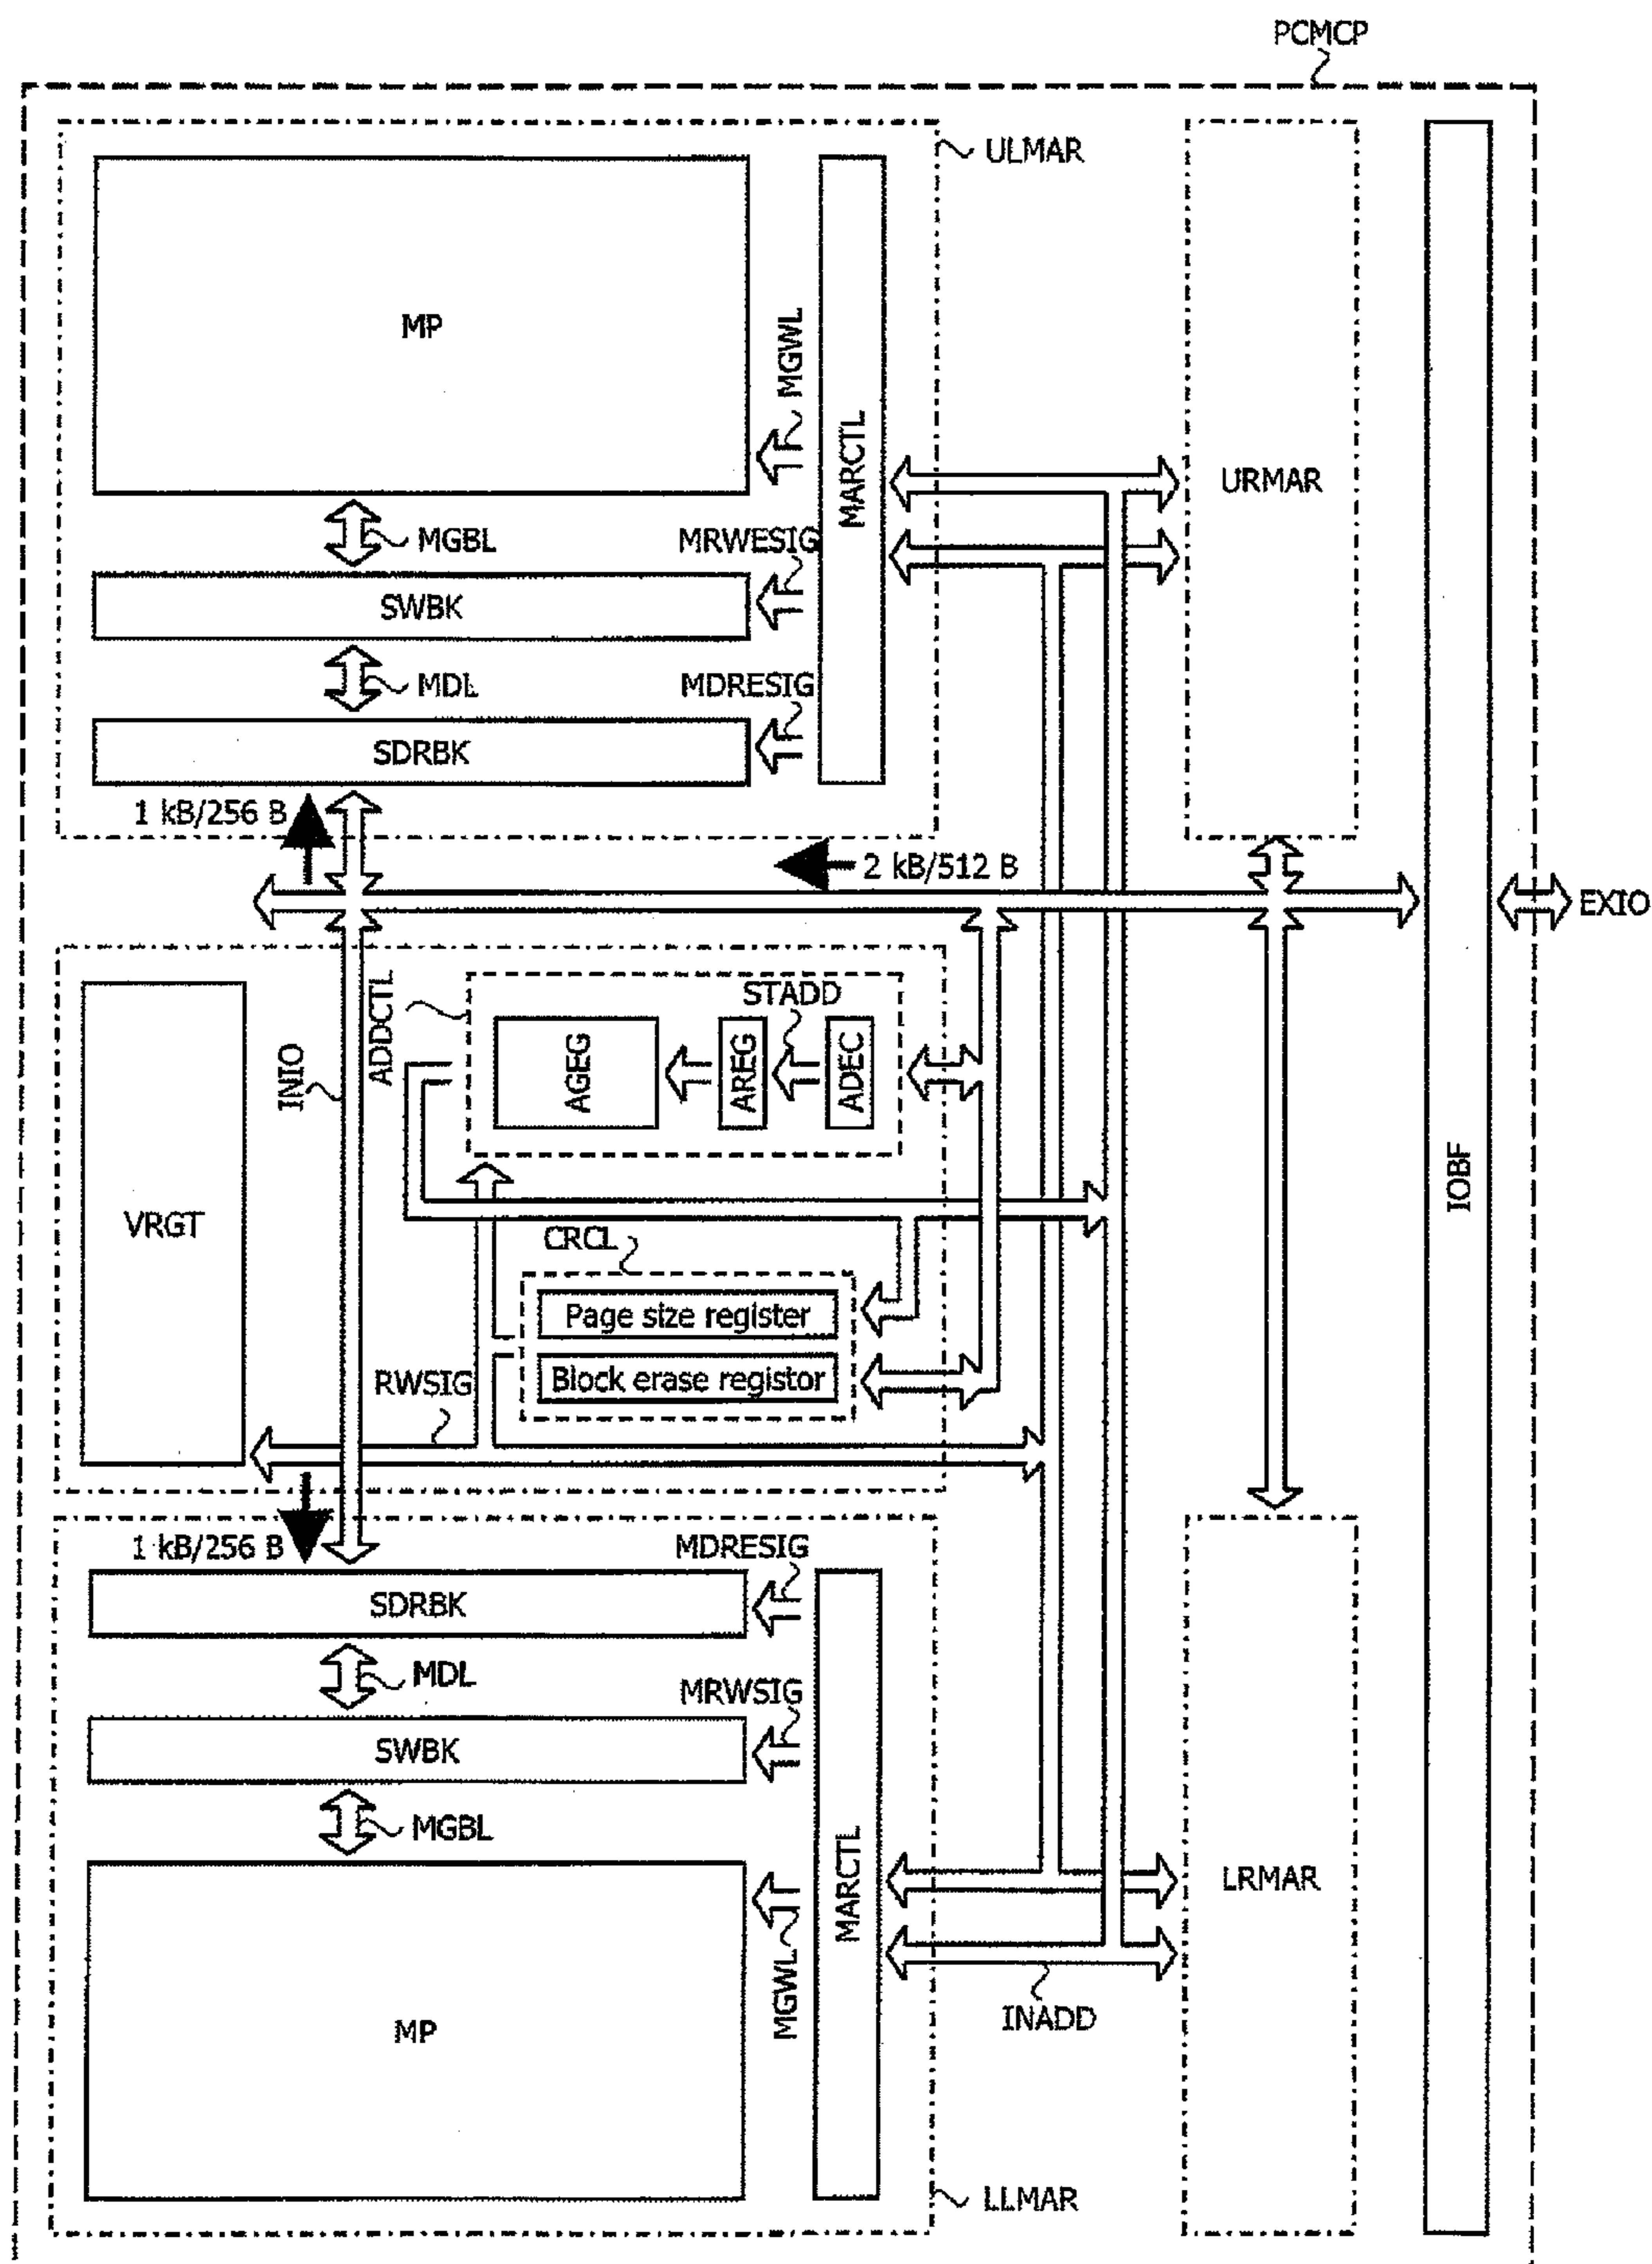 PCMCP
ULMAR
MP
MGWL
MARCTL
URMAR
MGBL
MRWESIG
SWBK
MDL
MDRESIG
SDRBK
1 kB/256 B
2 kB/512 B
EXIO
INIO
ADDCTL
STADD
AGEG
AREG
ADEC
IOBF
VRGT
CRCL
Page size register
Block erase registor
RWSIG
1 kB/256 B
MDRESIG
SDRBK
MDL
MRWSIG
SWBK
MGBL
MARCTL
LRMAR
MGWL
INADD
MP
LLMAR